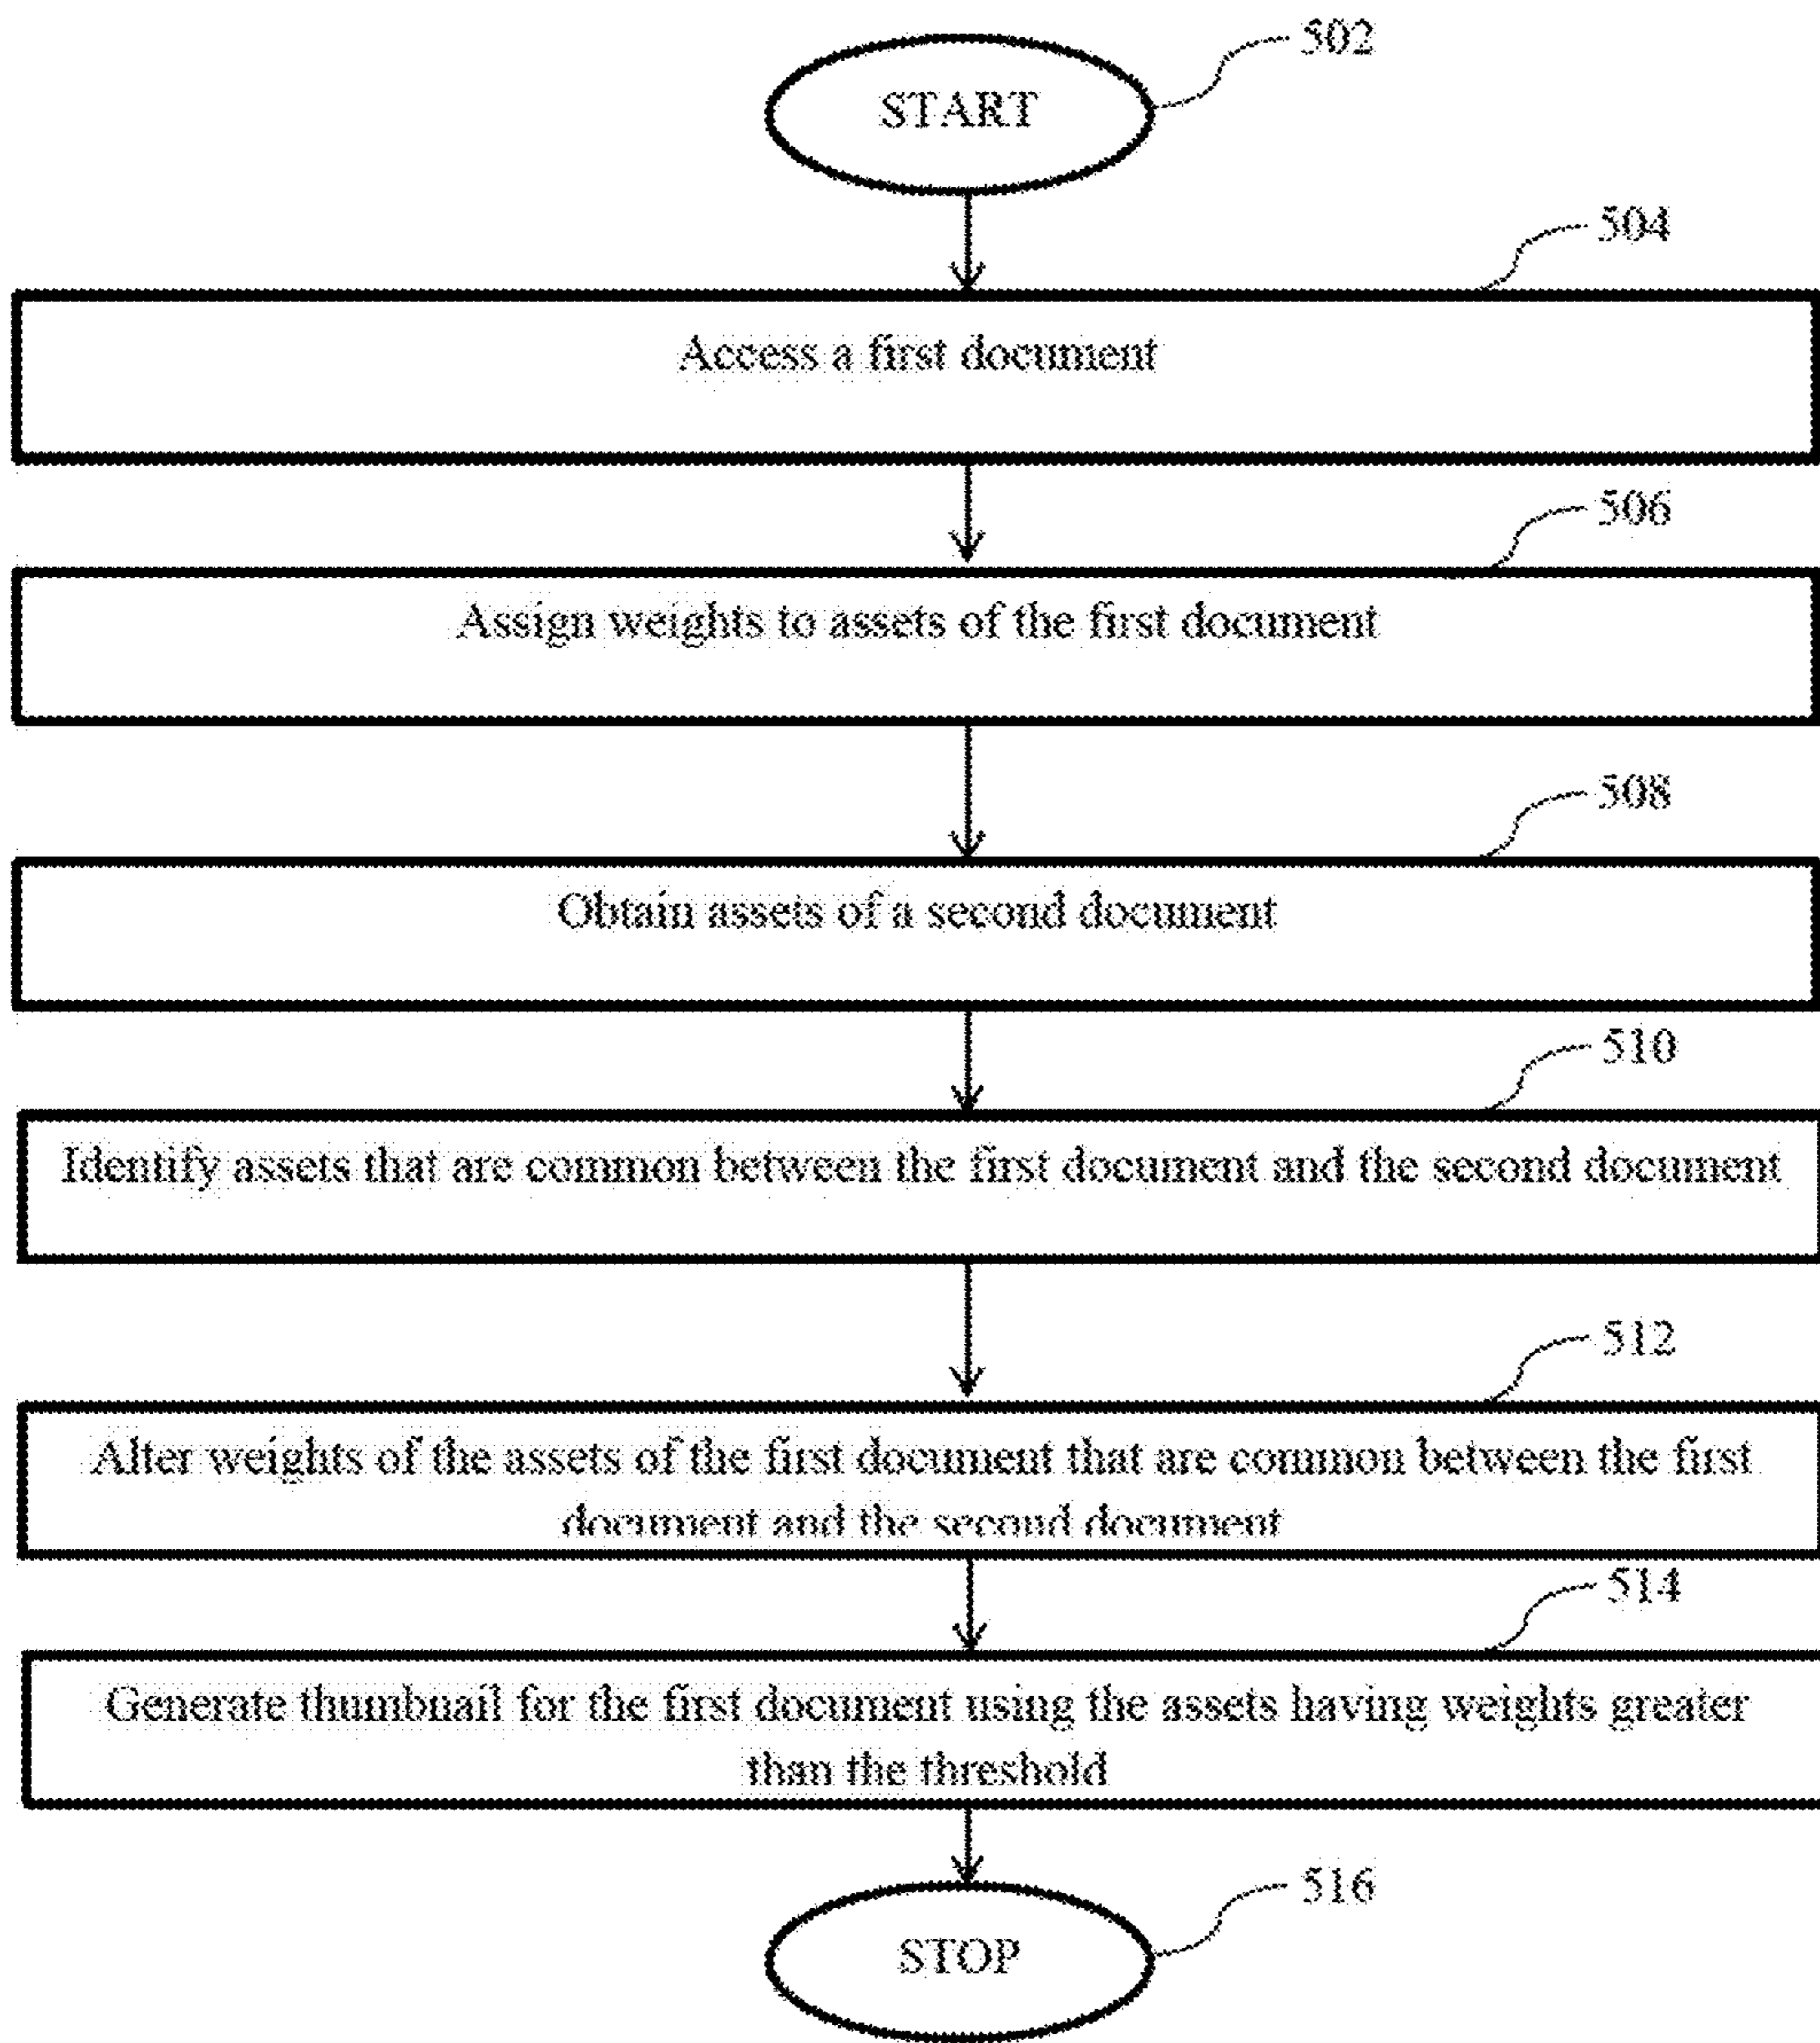 502
START
504
Access a first document
506
Assign weights to assets of the first document
508
Obtain assets of a second document
510
Identify assets that are common between the first document and the second document
512
Alter weights of the assets of the first document that are common between the first
document and the second document
514
Generate thumbnail for the first document using the assets having weights greater
than the threshold
516
STOP